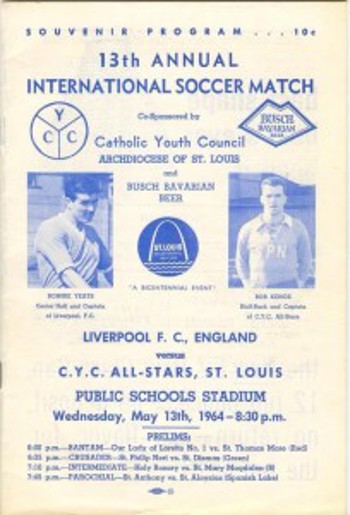 SOUVENIR PROGRAM . . . 10c
13th ANNUAL
INTERNATIONAL SOCCER MATCH
Co-Sponsored by
Y
C C
BUSCH
BAVARIAN
BEER
Catholic Youth Council
ARCHDIOCESE OF ST. LOUIS
and
BUSCH BAVARIAN
BEER
ST. LOUIS
PN
"A BICENTENNIAL EVENT"
RONNIE YEATS
Center Half and Captain
of Liverpool, F.C.
BOB
Half-Back and Captain
of C.Y.C. All-Stars
LIVERPOOL F. C., ENGLAND
versus
C.Y.C. ALL-STARS, ST. LOUIS
PUBLIC SCHOOLS STADIUM
Wednesday, May 13th, 1964—8:30 p.m.
PRELIMS:
6:00 p.m.—BANTAM—Our Lady of Loretto No. 1 vs. St. Thomas More (Red)
6:25 p.m.—CRUSADER—St. Philip Neri vs. St. Dismas (Green)
7:00 p.m.—INTERMEDIATE—Holy Rosary vs. St. Mary Magdalen (B)
7:40 p.m.—PAROCHIAL—St. Anthony vs. St. Aloysius (Spanish Lake)